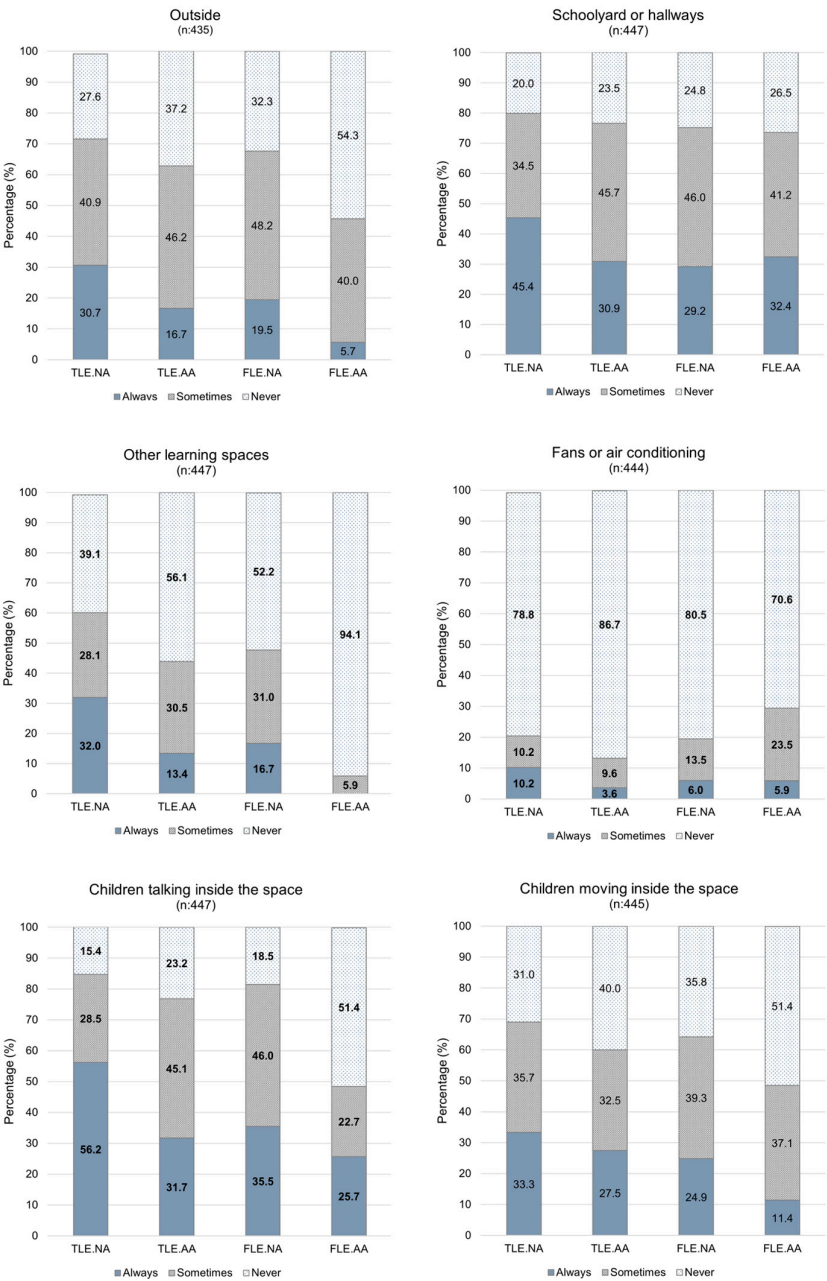 Outside
(n:435)
Percentage (%)
100
90
80
70
60
50
40
30
20
10
0
27.6
37.2
32.3
54.3
40.9
46.2
48.2
40.0
30.7
16.7
19.5
5.7
TLE.NA
TLE.AA
FLE.NA
FLE.AA
Always
Sometimes
Never
Schoolyard or hallways
(n:447)
Percentage (%)
100
90
80
70
60
50
40
30
20
10
0
20.0
23.5
24.8
26.5
34.5
45.7
46.0
41.2
45.4
30.9
29.2
32.4
TLE.NA
TLE.AA
FLE.NA
FLE.AA
Always
Sometimes
Never
Other learning spaces
(n:447)
Percentage (%)
100
90
80
70
60
50
40
30
20
10
0
39.1
56.1
52.2
94.1
28.1
30.5
31.0
5.9
32.0
13.4
16.7
TLE.NA
TLE.AA
FLE.NA
FLE.AA
Always
Sometimes
Never
Fans or air conditioning
(n:444)
Percentage (%)
100
90
80
70
60
50
40
30
20
10
0
78.8
86.7
80.5
70.6
10.2
9.6
13.5
23.5
10.2
3.6
6.0
5.9
TLE.NA
TLE.AA
FLE.NA
FLE.AA
Always
Sometimes
Never
Children talking inside the space
(n:447)
Percentage (%)
100
90
80
70
60
50
40
30
20
10
0
15.4
23.2
18.5
51.4
28.5
45.1
46.0
22.7
56.2
31.7
35.5
25.7
TLE.NA
TLE.AA
FLE.NA
FLE.AA
Always
Sometimes
Never
Children moving inside the space
(n:445)
Percentage (%)
100
90
80
70
60
50
40
30
20
10
0
31.0
40.0
35.8
51.4
35.7
32.5
39.3
37.1
33.3
27.5
24.9
11.4
TLE.NA
TLE.AA
FLE.NA
FLE.AA
Always
Sometimes
Never